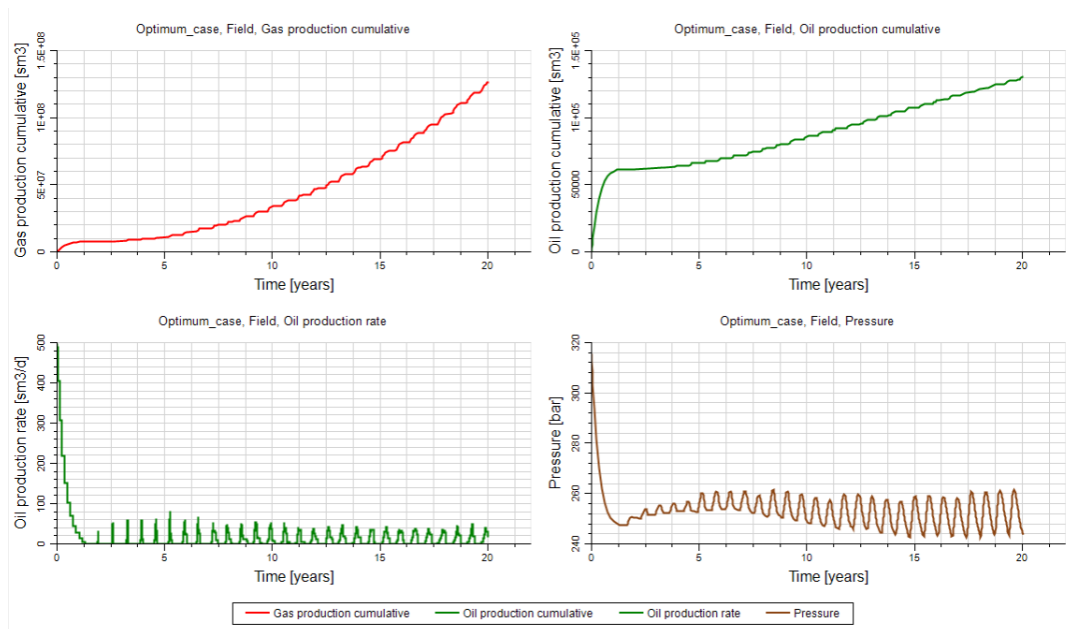 Optimum_case, Field, Gas production cumulative
Gas production cumulative [sm3]
1.5E+08
1E+08
5E+07
0
0 5 10 15 20
Time [years]
Optimum_case, Field, Oil production cumulative
Oil production cumulative [sm3]
1.5E+05
1E+05
50000
0
0 5 10 15 20
Time [years]
Optimum_case, Field, Oil production rate
Oil production rate [sm3/d]
500
400
300
200
100
0
0 5 10 15 20
Time [years]
Optimum_case, Field, Pressure
Pressure [bar]
320
300
280
260
240
0 5 10 15 20
Time [years]
Gas production cumulative Oil production cumulative Oil production rate Pressure